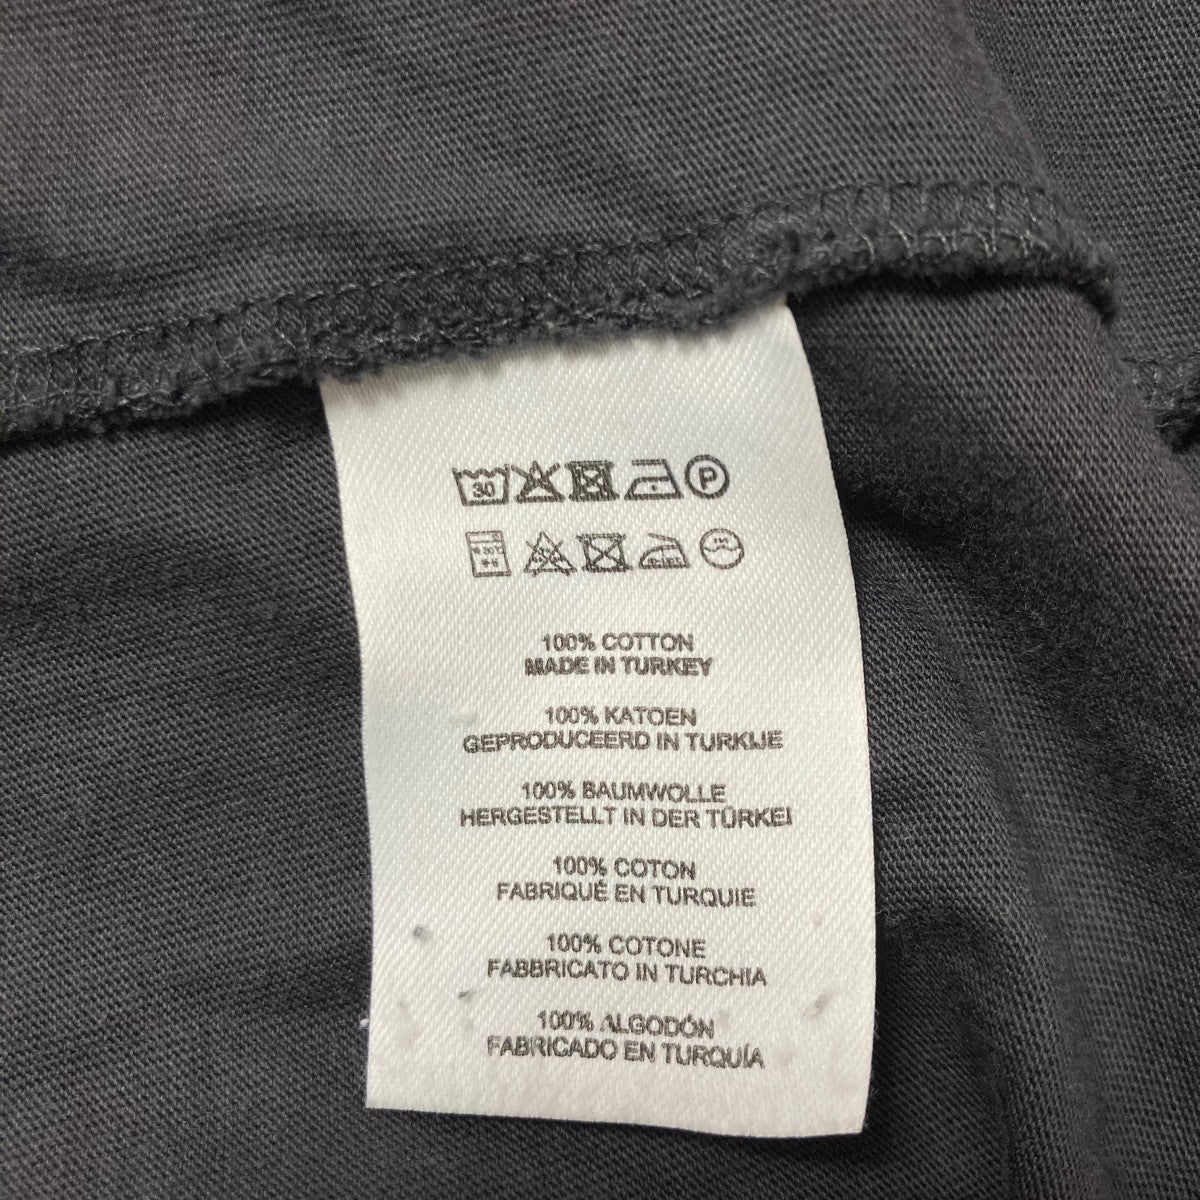 30 P
100% COTTON
MADE IN TURKEY
100% KATOEN
GEPRODUCEERD IN TURKIJE
100% BAUMWOLLE
HERGESTELLT IN DER TÜRKEI
100% COTON
FABRIQUÉ EN TURQUIE
100% COTONE
FABBRICATO IN TURCHIA
100% ALGODÓN
FABRICADO EN TURQUÍA